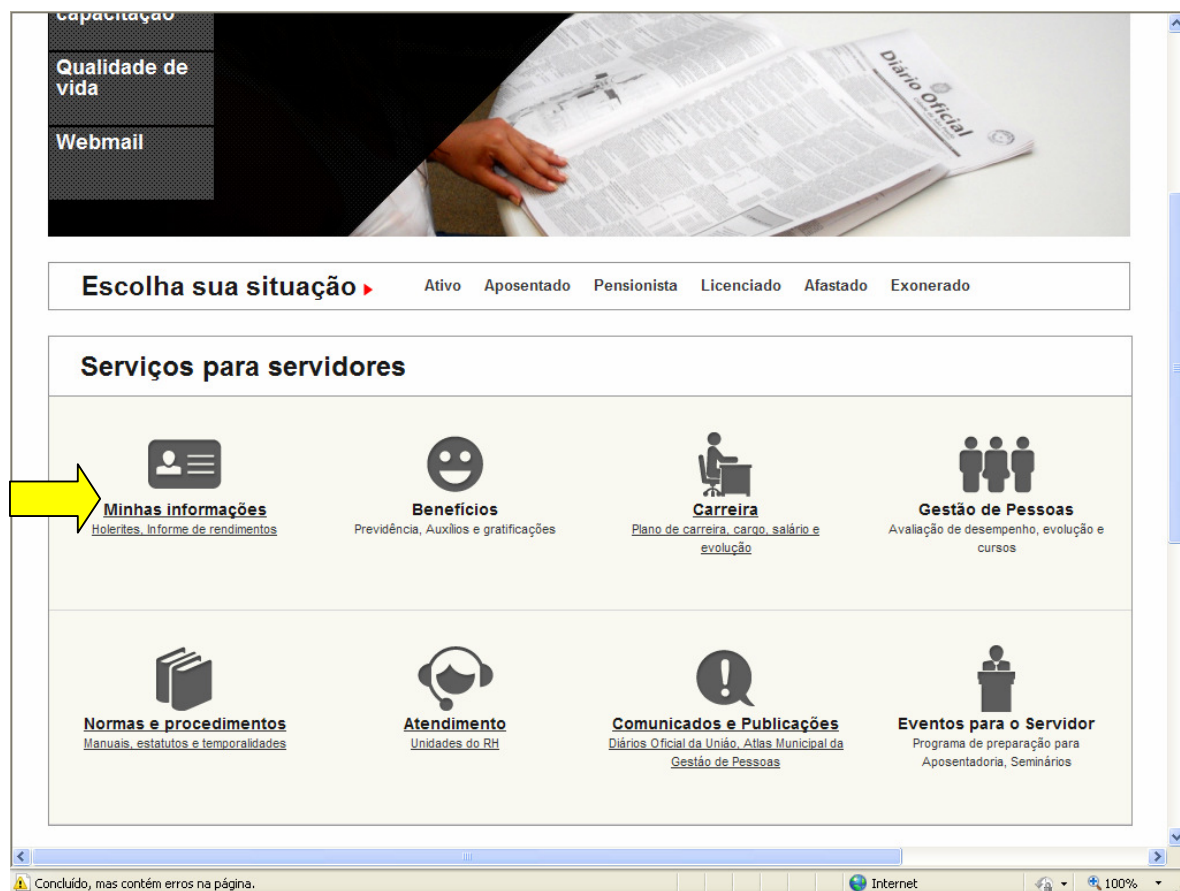 capacitação
Qualidade de
vida
Webmail
Diário Oficial
Escolha sua situação
Ativo Aposentado Pensionista Licenciado Afastado Exonerado
Serviços para servidores
Minhas informações
Holerites, Informe de rendimentos
Benefícios
Previdência, Auxílios e gratificações
Carreira
Plano de carreira, cargo, salário e
evolução
Gestão de Pessoas
Avaliação de desempenho, evolução e
cursos
Normas e procedimentos
Manuais, estatutos e temporalidades
Atendimento
Unidades do RH
Comunicados e Publicações
Diários Oficial da União, Atlas Municipal da
Gestão de Pessoas
Eventos para o Servidor
Programa de preparação para
Aposentadoria, Seminários
Concluído, mas contém erros na página.
Internet
100%